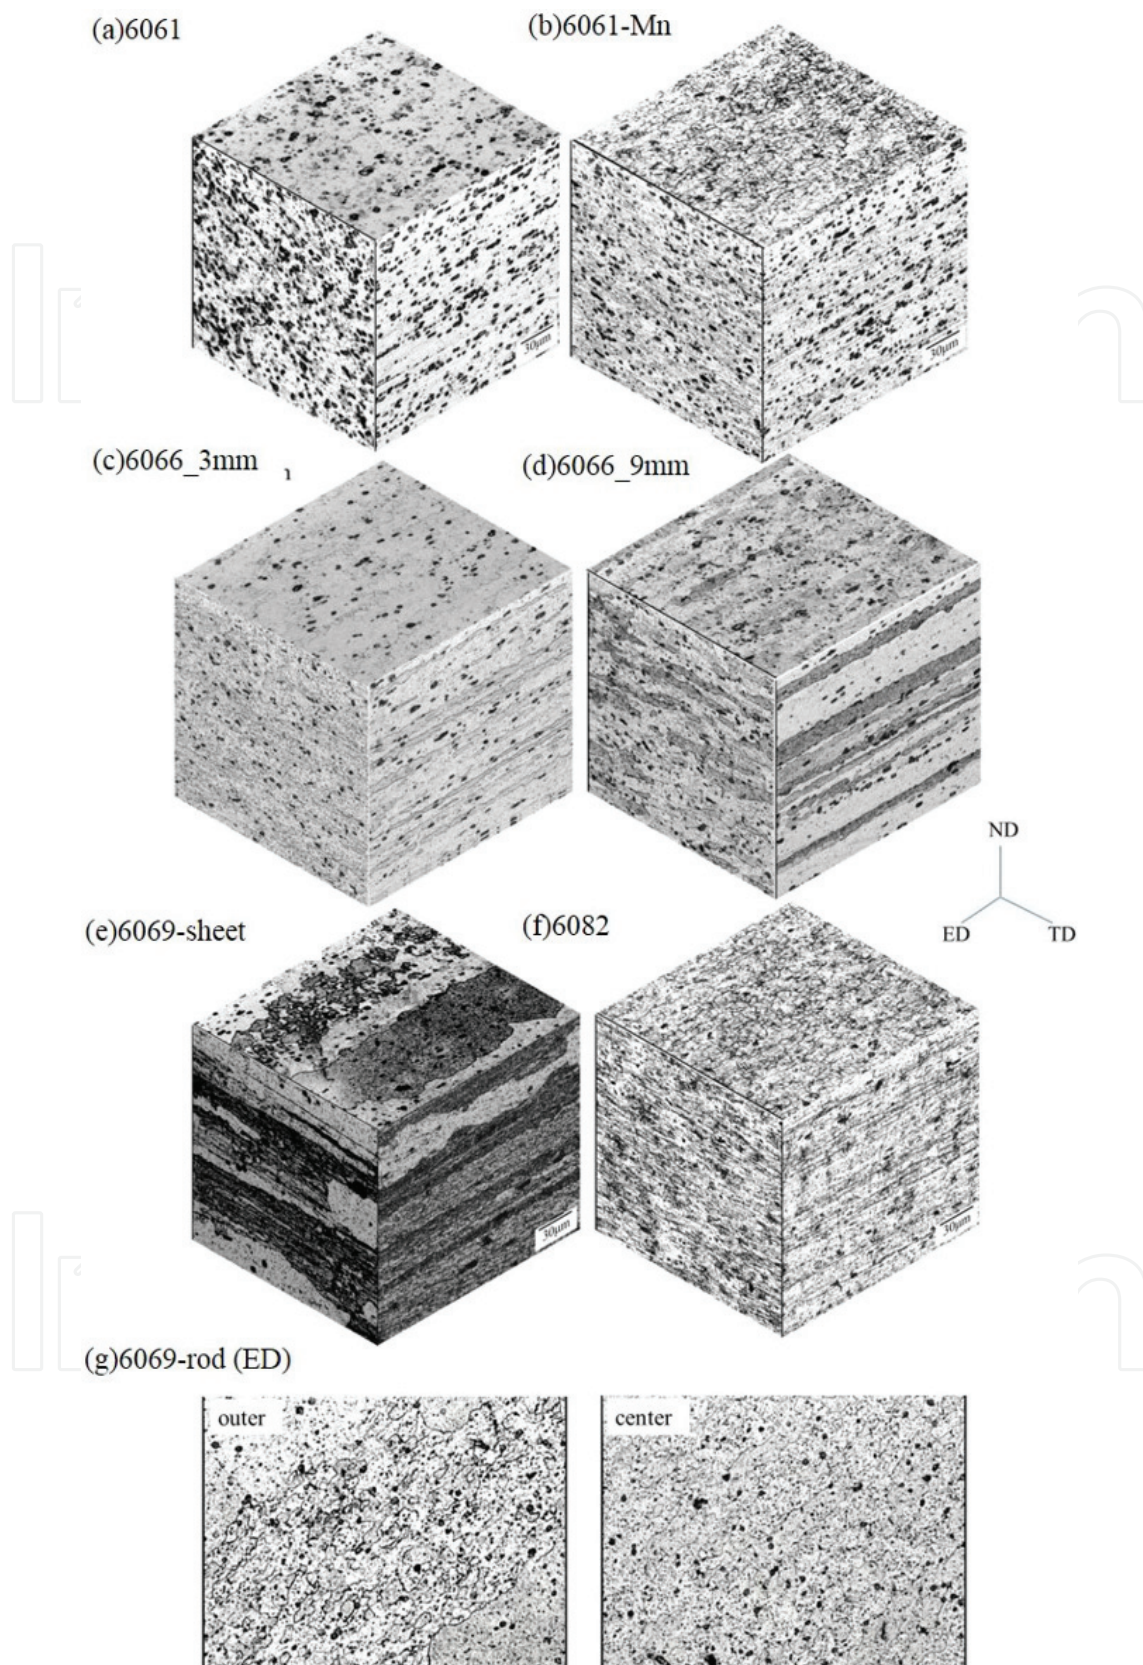 (a)6061
(b)6061-Mn
30μm
30μm
(c)6066_3mm
(d)6066_9mm
ND
ED
TD
(e)6069-sheet
(f)6082
30μm
30μm
(g)6069-rod (ED)
outer
center